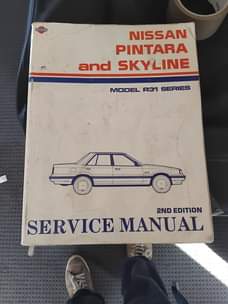 NISSAN
PINTARA
and SKYLINE
MODEL R31 SERIES
2ND EDITION
SERVICE MANUAL